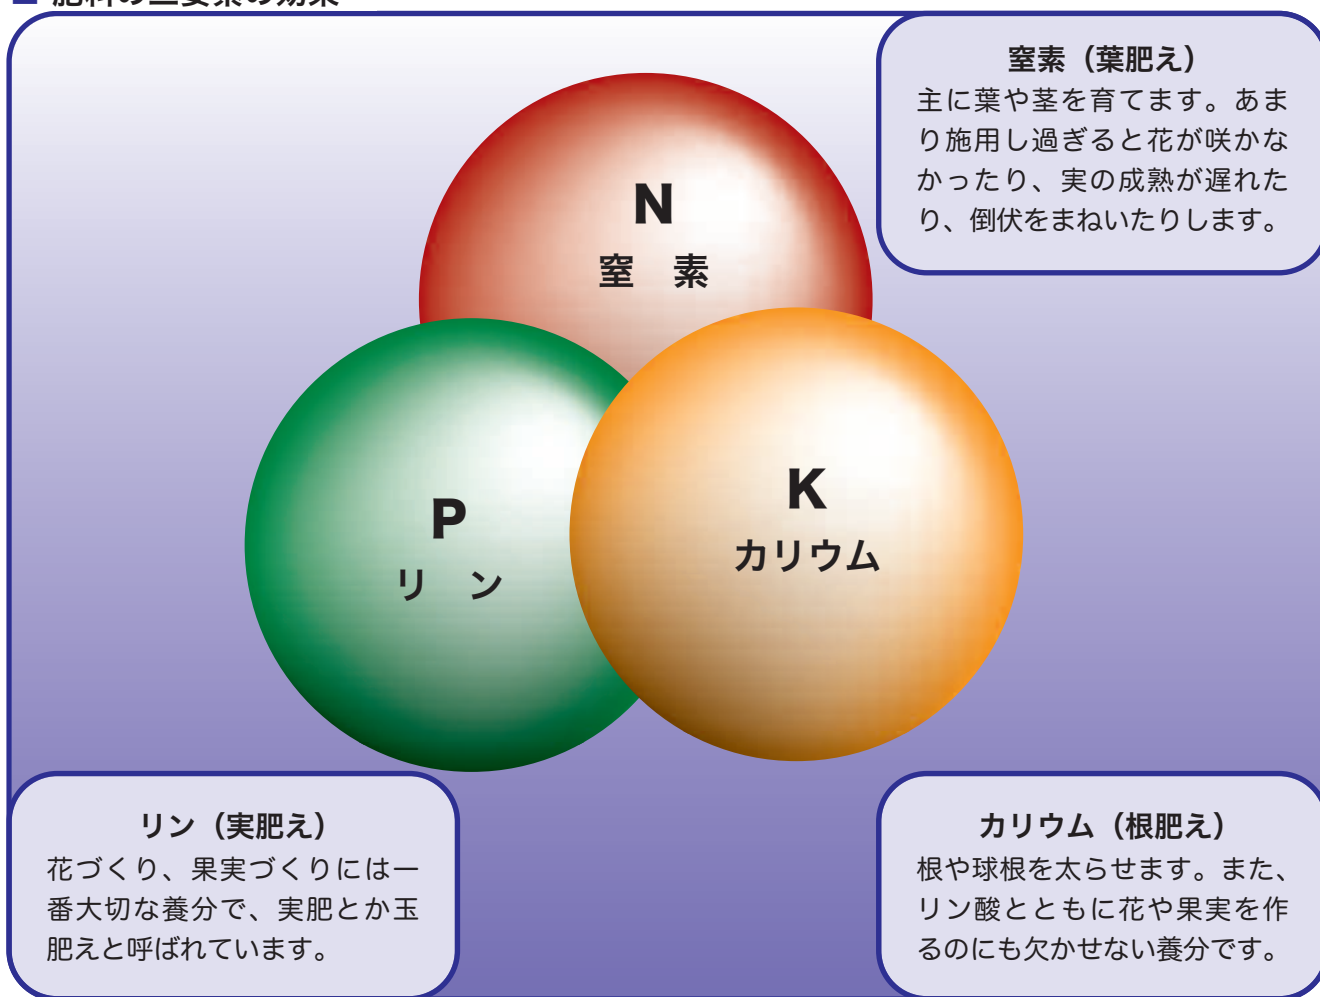 窒素（葉肥え）
主に葉や茎を育てます。あま
り施用し過ぎると花が咲かな
かったり、実の成熟が遅れた
り、倒伏をまねいたりします。
N
窒　素
P
リ　ン
K
カリウム
リン（実肥え）
花づくり、果実づくりには一
番大切な養分で、実肥とか玉
肥えと呼ばれています。
カリウム（根肥え）
根や球根を太らせます。また、
リン酸とともに花や果実を作
るのにも欠かせない養分です。